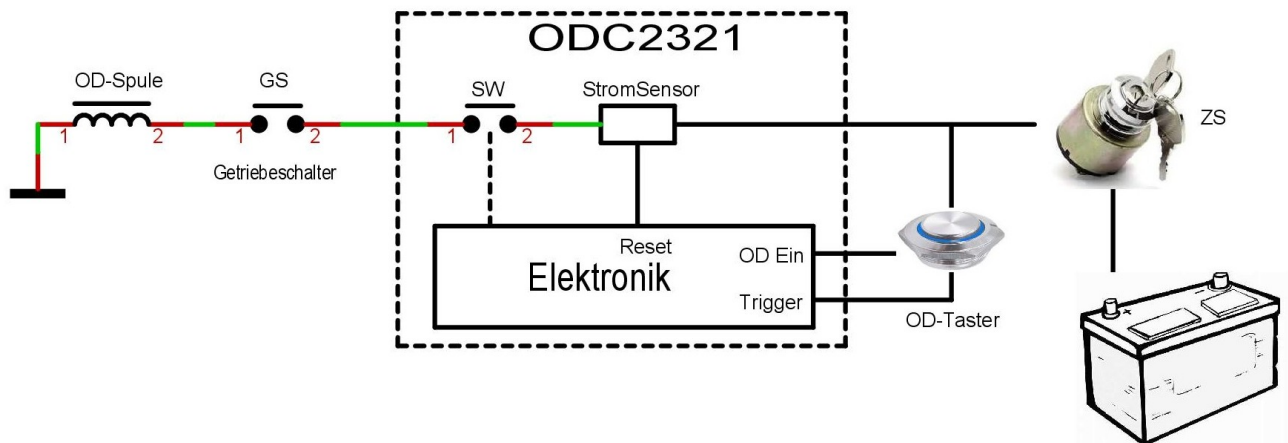 ODC2321
OD-Spule
GS
SW
StromSensor
ZS
1
2
1
2
1
2
Getriebeschalter
Reset
OD Ein
Elektronik
Trigger
OD-Taster
+